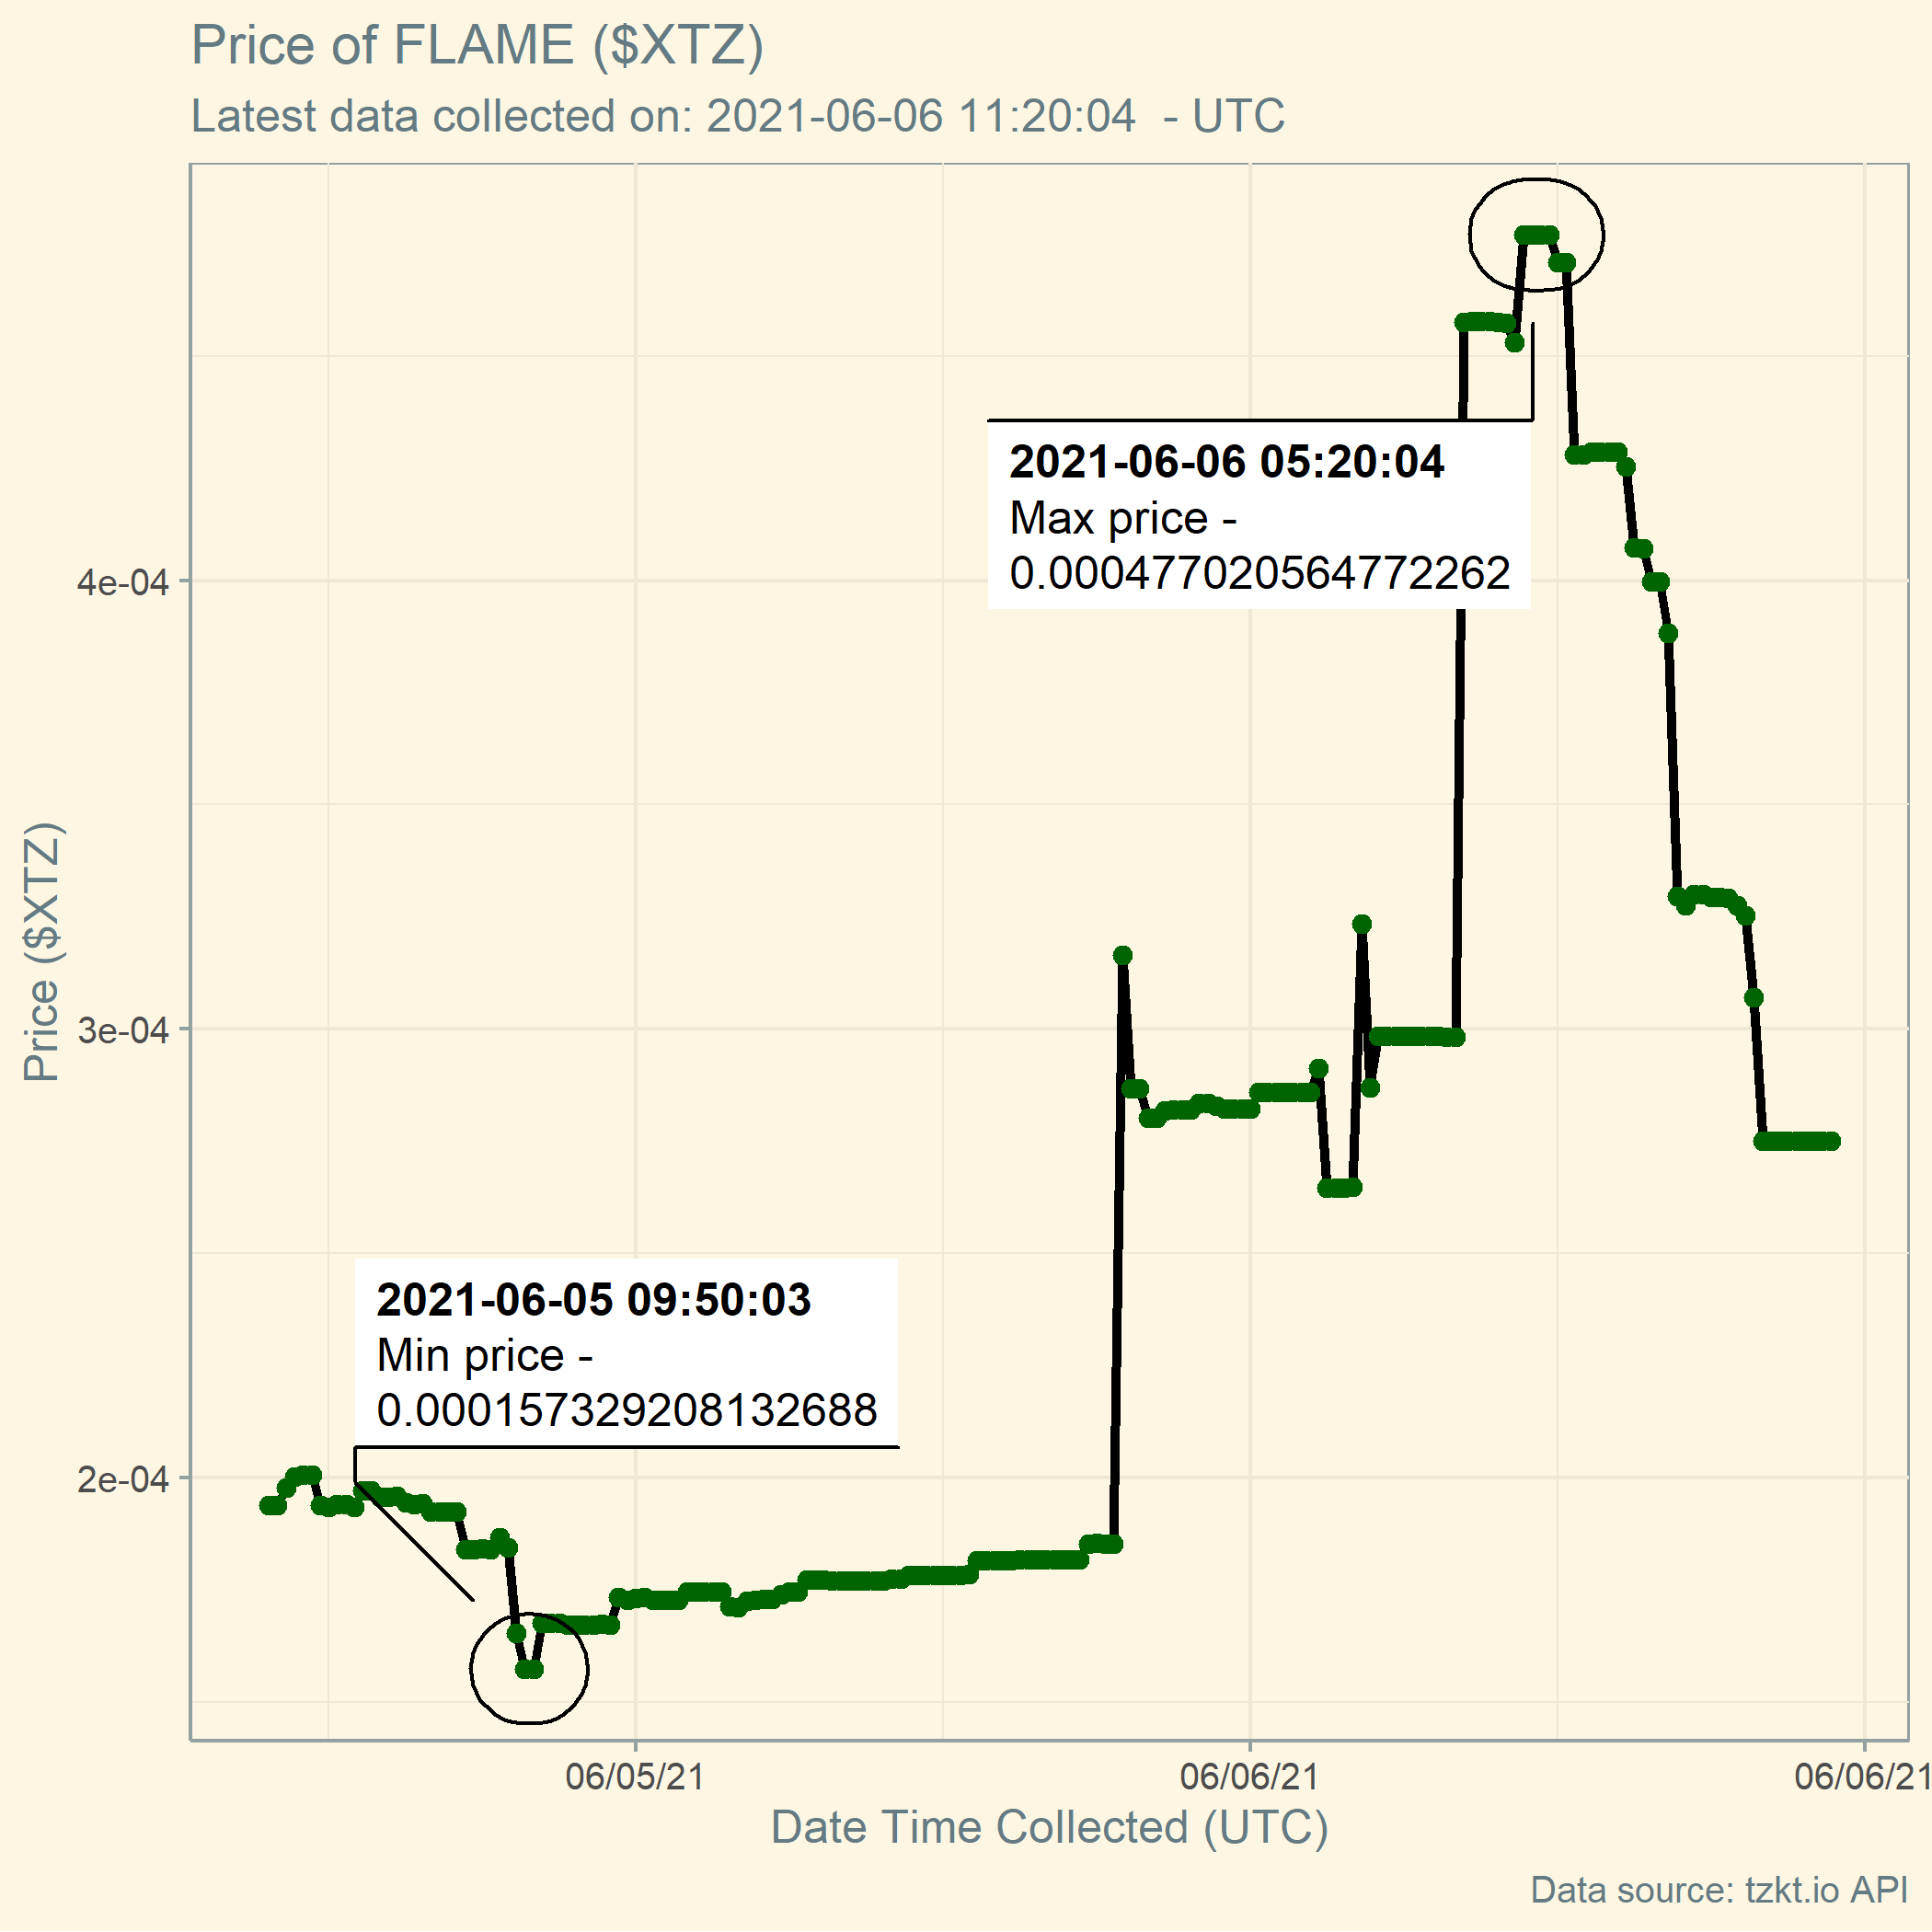 Price of FLAME ($XTZ)
Latest data collected on: 2021-06-06 11:20:04  - UTC
2021-06-06 05:20:04
Max price -
0.000477020564772262
4e-04
3e-04
2e-04
Price ($XTZ)
2021-06-05 09:50:03
Min price -
0.000157329208132688
06/05/21
06/06/21
06/06/21
Date Time Collected (UTC)
Data source: tzkt.io API